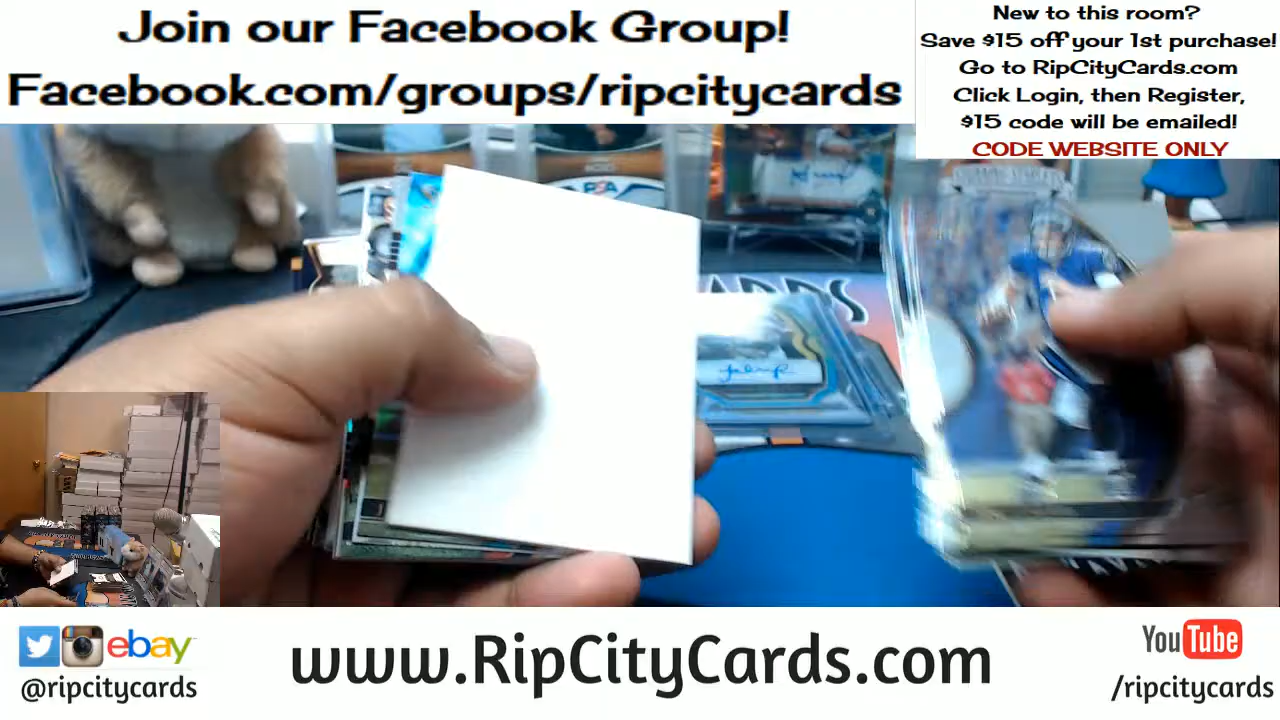 Join our Facebook Group!
Facebook.com/groups/ripcitycards
New to this room?
Save $15 off your 1st purchase!
Go to RipCityCards.com
Click Login, then Register,
$15 code will be emailed!
CODE WEBSITE ONLY
PSA
ebay
@ripcitycards
www.RipCityCards.com
YouTube
/ripcitycards